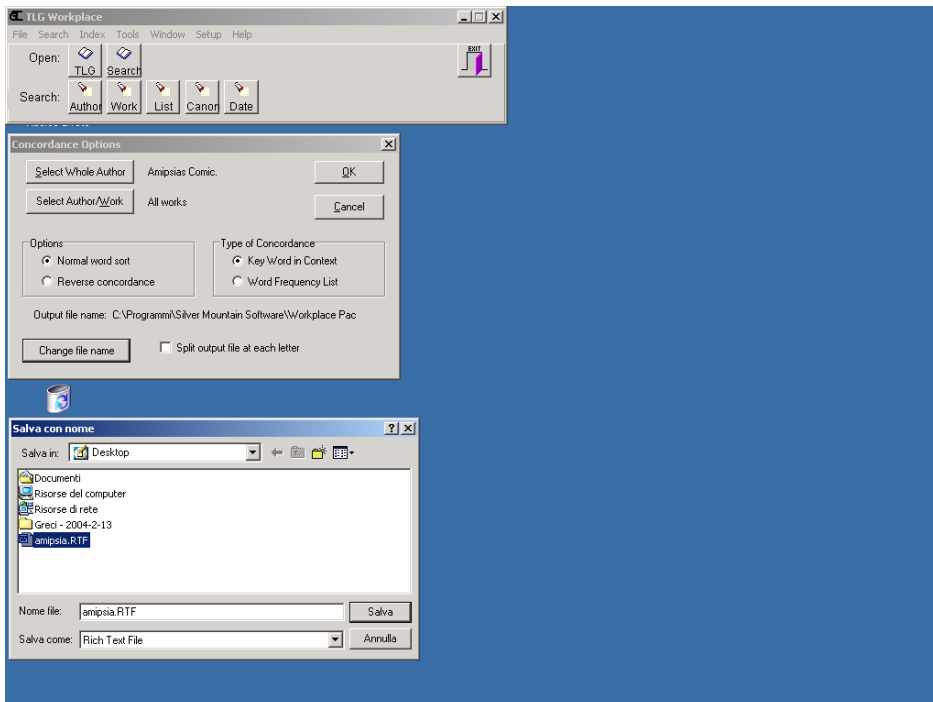 TLG Workplace
File Search Index Tools Window Setup Help
Open: TLG Search EXIT
Search: Author Work List Canon Date
Concordance Options
Select Whole Author Amipsias Comic. OK
Select Author/Work All works Cancel
Options Type of Concordance
Normal word sort Key Word in Context
Reverse concordance Word Frequency List
Output file name: C:\Programmi\Silver Mountain Software\Workplace Pac
Change file name Split output file at each letter
Salva con nome
Salva in: Desktop
Documenti
Risorse del computer
Risorse di rete
Greci - 2004-2-13
amipsia.RTF
Nome file: amipsia.RTF Salva
Salva come: Rich Text File Annulla